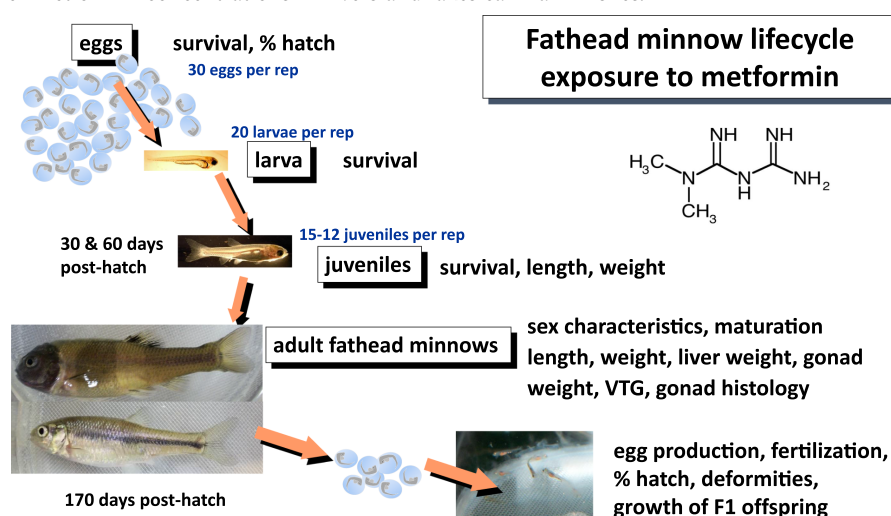 Fathead minnow lifecycle
exposure to metformin
eggs
survival, % hatch
30 eggs per rep
20 larvae per rep
larva
survival
NH
NH
H3C
N
N
H
NH2
CH3
30 & 60 days
post-hatch
15-12 juveniles per rep
juveniles
survival, length, weight
adult fathead minnows
sex characteristics, maturation
length, weight, liver weight, gonad
weight, VTG, gonad histology
170 days post-hatch
egg production, fertilization,
% hatch, deformities,
growth of F1 offspring